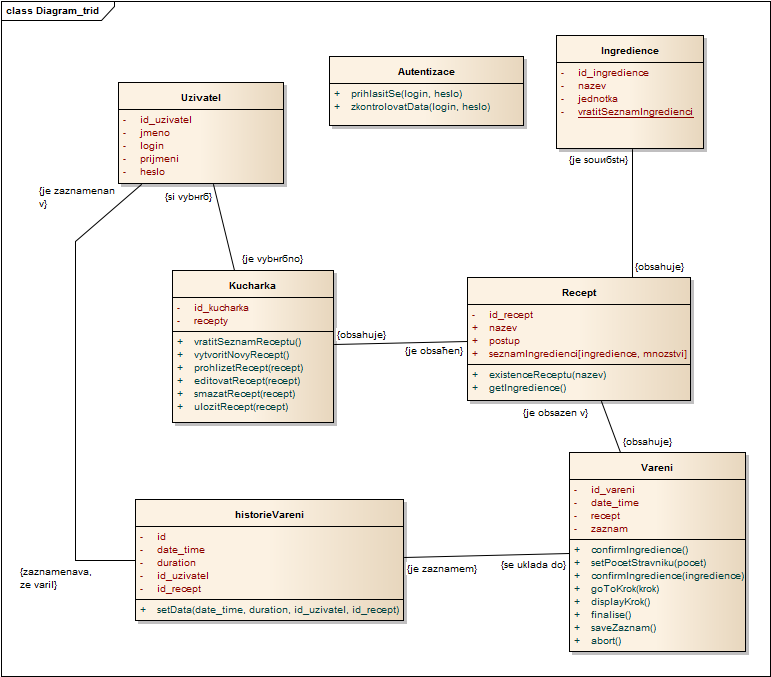 class Diagram_trid
Uzivatel
- id_uzivatel
- jmeno
- login
- prijmeni
- heslo
Autentizace
+ prihlasitSe(login, heslo)
+ zkontrolovatData(login, heslo)
Ingredience
- id_ingredience
- nazev
- jednotka
- vratitSeznamIngredienci
{je zaznamenan
v}
{si vybнrб}
{je souибstн}
{je vybнrбno}
{obsahuje}
Kucharka
- id_kucharka
- recepty
+ vratitSeznamReceptu()
+ vytvoritNovyRecept()
+ prohlizetRecept(recept)
+ editovatRecept(recept)
+ smazatRecept(recept)
+ ulozitRecept(recept)
{obsahuje}
{je obsaћen}
Recept
- id_recept
+ nazev
+ postup
+ seznamIngredienci[ingredience, mnozstvi]
+ existenceReceptu(nazev)
+ getIngredience()
{je obsazen v}
{obsahuje}
Vareni
- id_vareni
- date_time
- recept
- zaznam
+ confirmIngredience()
+ setPocetStravniku(pocet)
+ confirmIngredience(ingredience)
+ goToKrok(krok)
+ displayKrok()
+ finalise()
+ saveZaznam()
+ abort()
historieVareni
- id
- date_time
- duration
- id_uzivatel
- id_recept
+ setData(date_time, duration, id_uzivatel, id_recept)
{je zaznamem}
{se uklada do}
{zaznamenava,
ze varil}